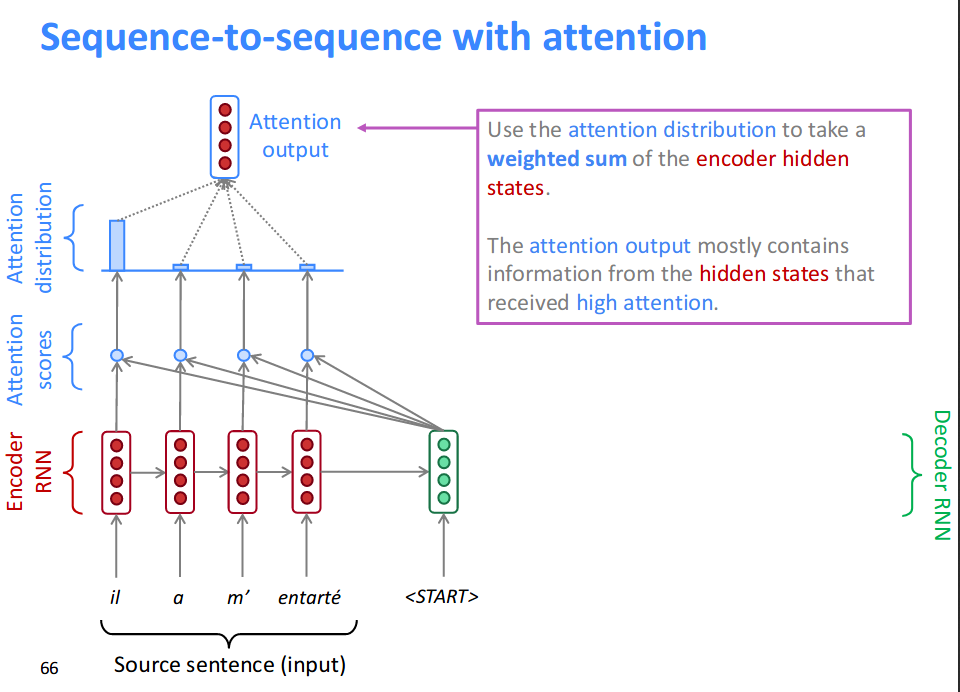 Sequence-to-sequence with attention
Attention
output
Use the attention distribution to take a
weighted sum of the encoder hidden
states.
The attention output mostly contains
information from the hidden states that
received high attention.
Attention
distribution
Attention
scores
Encoder
RNN
Decoder RNN
il a m’ entarté <START>
Source sentence (input)
66